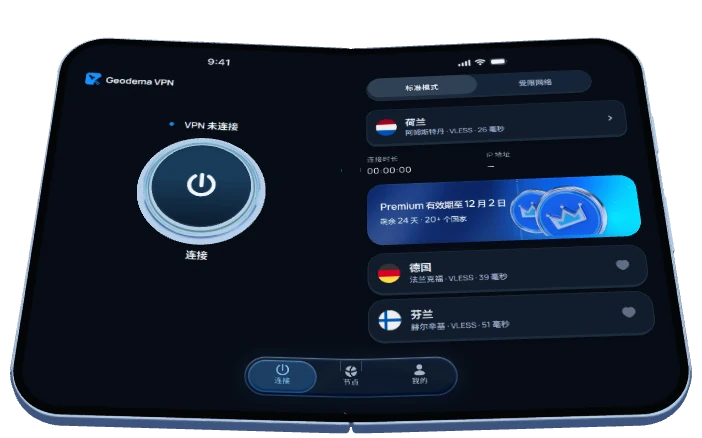 9:41
Geodema VPN
VPN 未连接
连接
标准模式
受限网络
荷兰
阿姆斯特丹 · VLESS · 26 毫秒
连接时长
00:00:00
IP 地址
—
Premium 有效期至 12 月 2 日
剩余 24 天 · 20+ 个国家
德国
法兰克福 · VLESS · 39 毫秒
芬兰
赫尔辛基 · VLESS · 51 毫秒
连接
节点
我的